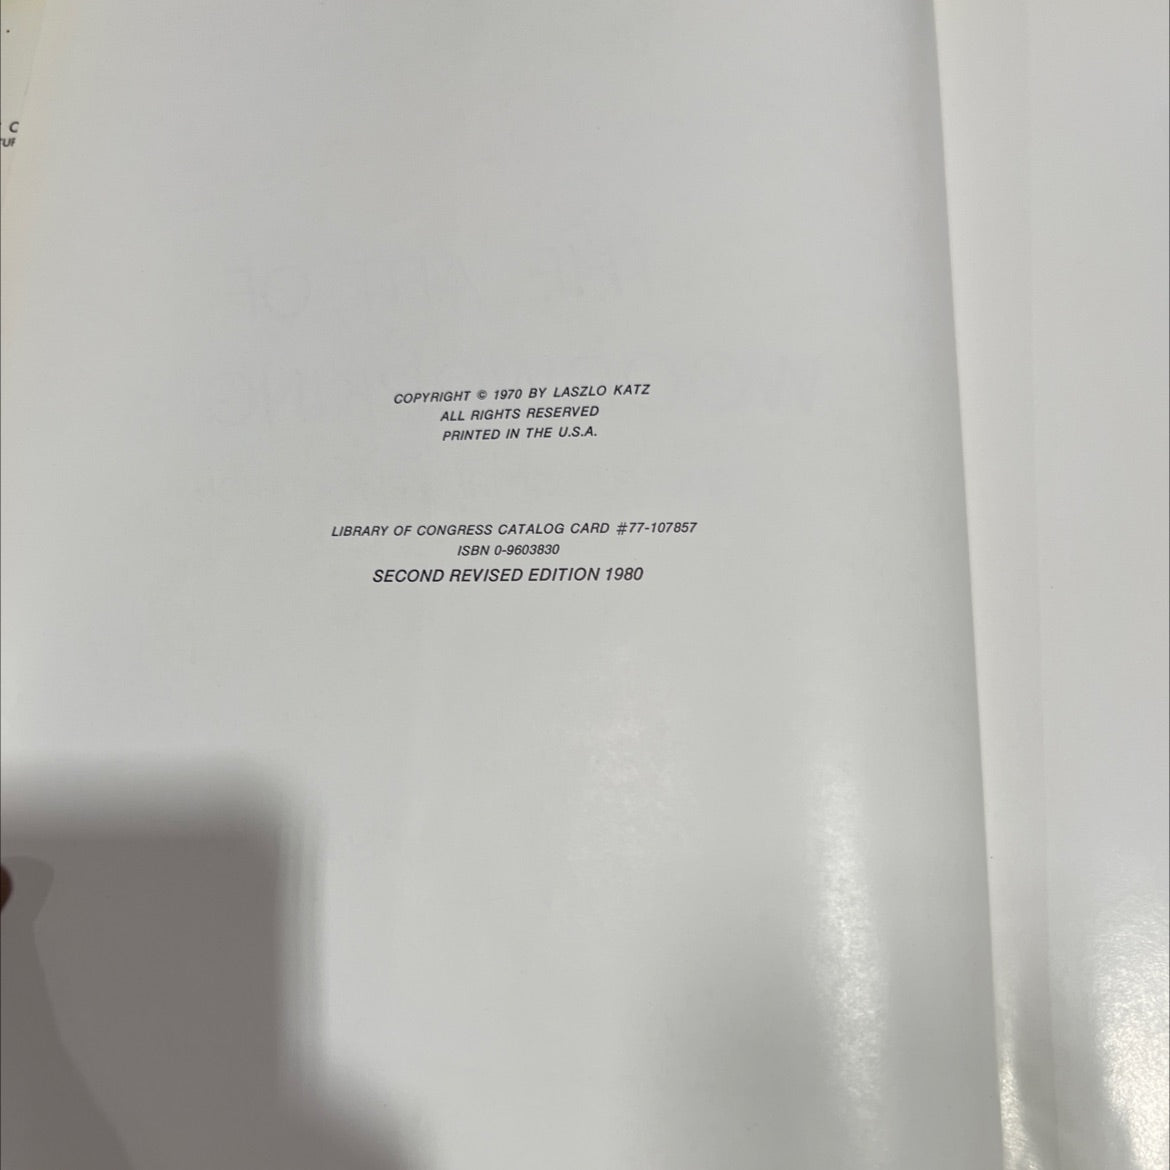 COPYRIGHT © 1970 BY LASZLO KATZ
ALL RIGHTS RESERVED
PRINTED IN THE U.S.A.
LIBRARY OF CONGRESS CATALOG CARD #77-107857
ISBN 0-9603830
SECOND REVISED EDITION 1980